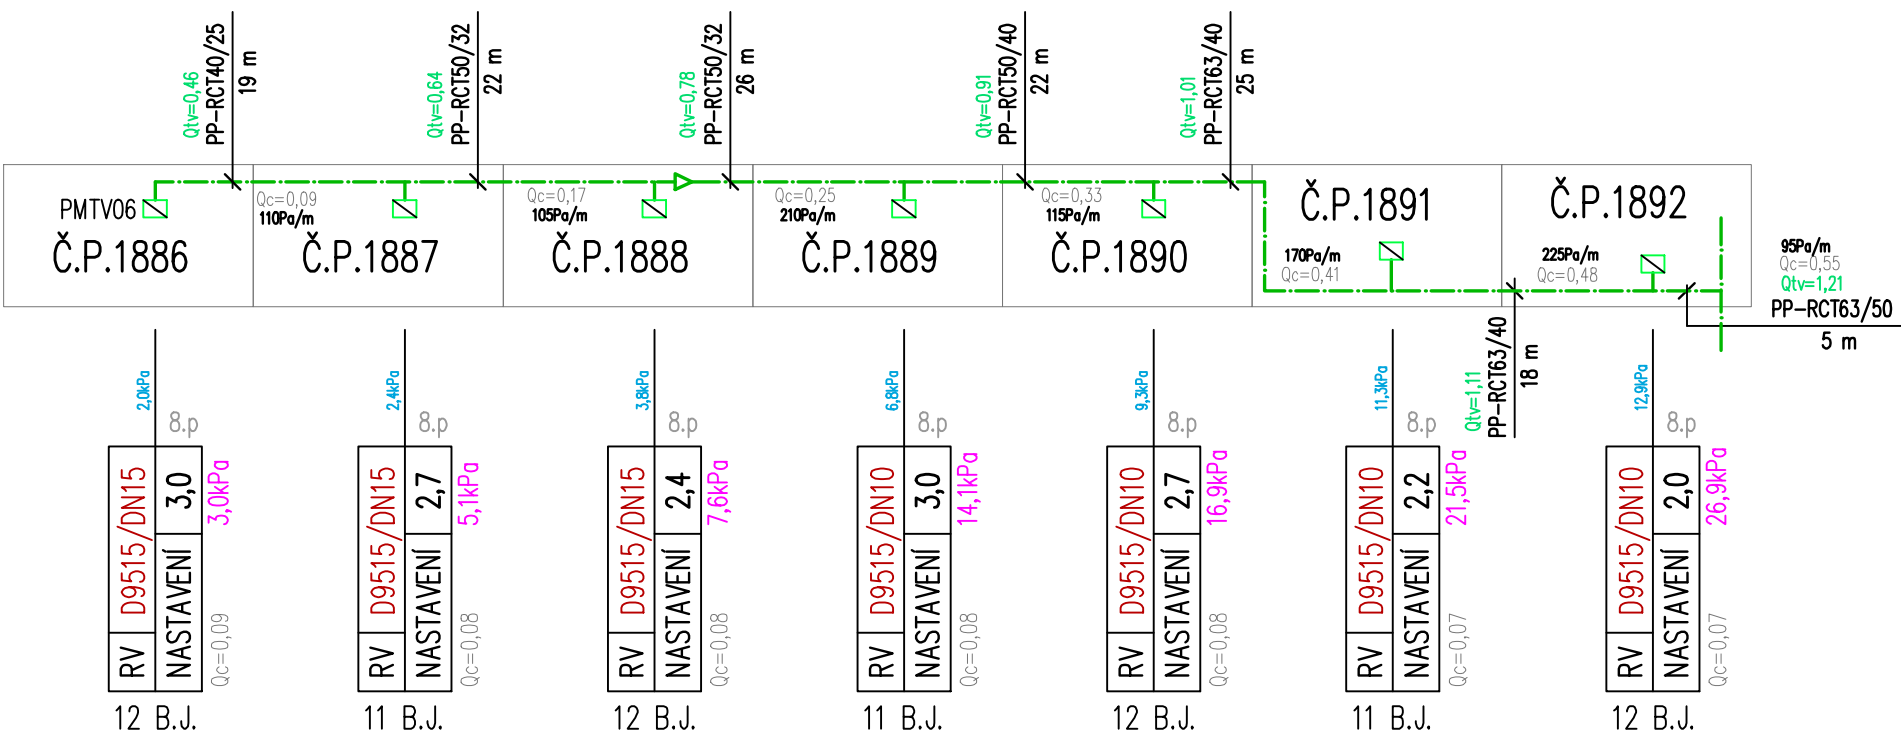 Qtv=0,46
PP-RCT40/25
19 m
Qtv=0,64
PP-RCT50/32
22 m
Qtv=0,78
PP-RCT50/32
26 m
Qtv=0,91
PP-RCT50/40
22 m
Qtv=1,01
PP-RCT63/40
25 m
PMTV06
Č.P.1886
Qc=0,09
110Pa/m
Č.P.1887
Qc=0,17
105Pa/m
Č.P.1888
Qc=0,25
210Pa/m
Č.P.1889
Qc=0,33
115Pa/m
Č.P.1890
Č.P.1891
170Pa/m
Qc=0,41
Č.P.1892
225Pa/m
Qc=0,48
95Pa/m
Qc=0,55
Qtv=1,21
PP-RCT63/50
5 m
Qtv=1,11
PP-RCT63/40
18 m
2,0kPa
8.p
RV
D9515/DN15
NASTAVENÍ
3,0
3,0kPa
Qc=0,09
12 B.J.
2,4kPa
8.p
RV
D9515/DN15
NASTAVENÍ
2,7
5,1kPa
Qc=0,08
11 B.J.
3,8kPa
8.p
RV
D9515/DN15
NASTAVENÍ
2,4
7,6kPa
Qc=0,08
12 B.J.
6,8kPa
8.p
RV
D9515/DN10
NASTAVENÍ
3,0
14,1kPa
Qc=0,08
11 B.J.
9,3kPa
8.p
RV
D9515/DN10
NASTAVENÍ
2,7
16,9kPa
Qc=0,08
12 B.J.
11,3kPa
8.p
RV
D9515/DN10
NASTAVENÍ
2,2
21,5kPa
Qc=0,07
11 B.J.
12,9kPa
8.p
RV
D9515/DN10
NASTAVENÍ
2,0
26,9kPa
Qc=0,07
12 B.J.